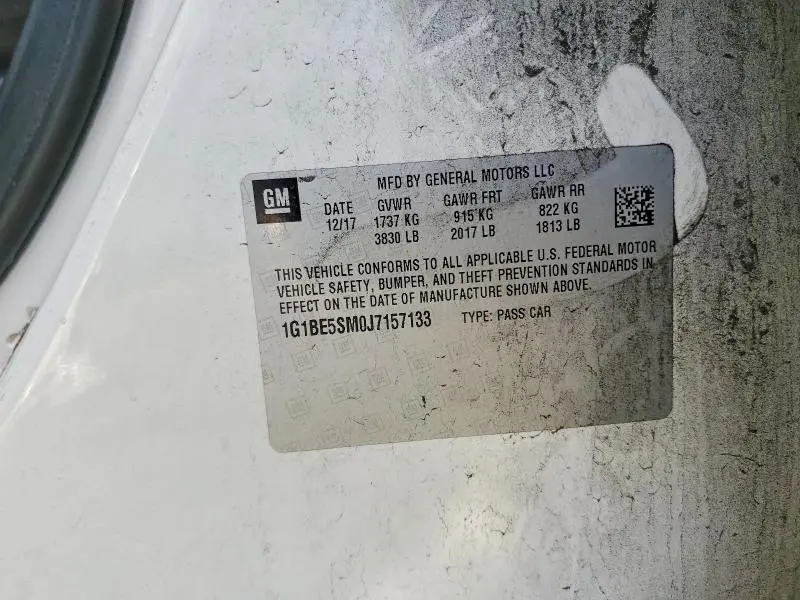 GM
MFD BY GENERAL MOTORS LLC
DATE GVWR GAWR FRT GAWR RR
12/17 1737 KG 915 KG 822 KG
3830 LB 2017 LB 1813 LB
THIS VEHICLE CONFORMS TO ALL APPLICABLE U.S. FEDERAL MOTOR
VEHICLE SAFETY, BUMPER, AND THEFT PREVENTION STANDARDS IN
EFFECT ON THE DATE OF MANUFACTURE SHOWN ABOVE.
1G1BE5SM0J7157133 TYPE: PASS CAR